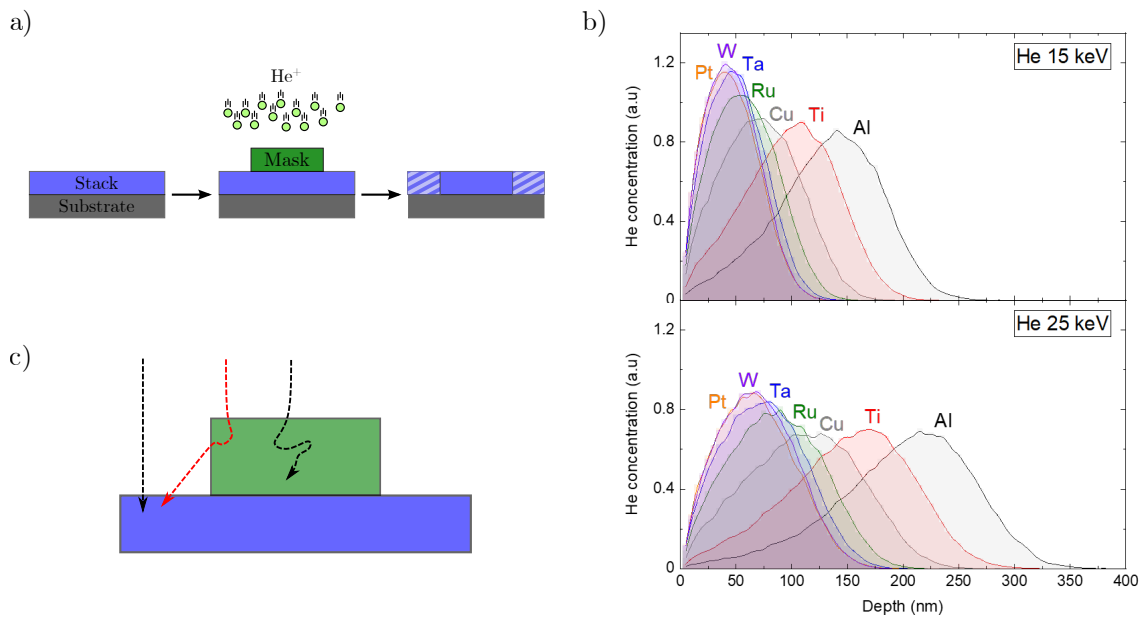 a)
He⁺
Mask
Stack
Substrate
b)
He 15 keV
W
Pt
Ta
Ru
Cu
Ti
Al
1.2
0.8
0.4
0
He concentration (a.u)
He 25 keV
W
Pt
Ta
Ru
Cu
Ti
Al
1.2
0.8
0.4
0
He concentration (a.u)
0 50 100 150 200 250 300 350 400
Depth (nm)
c)